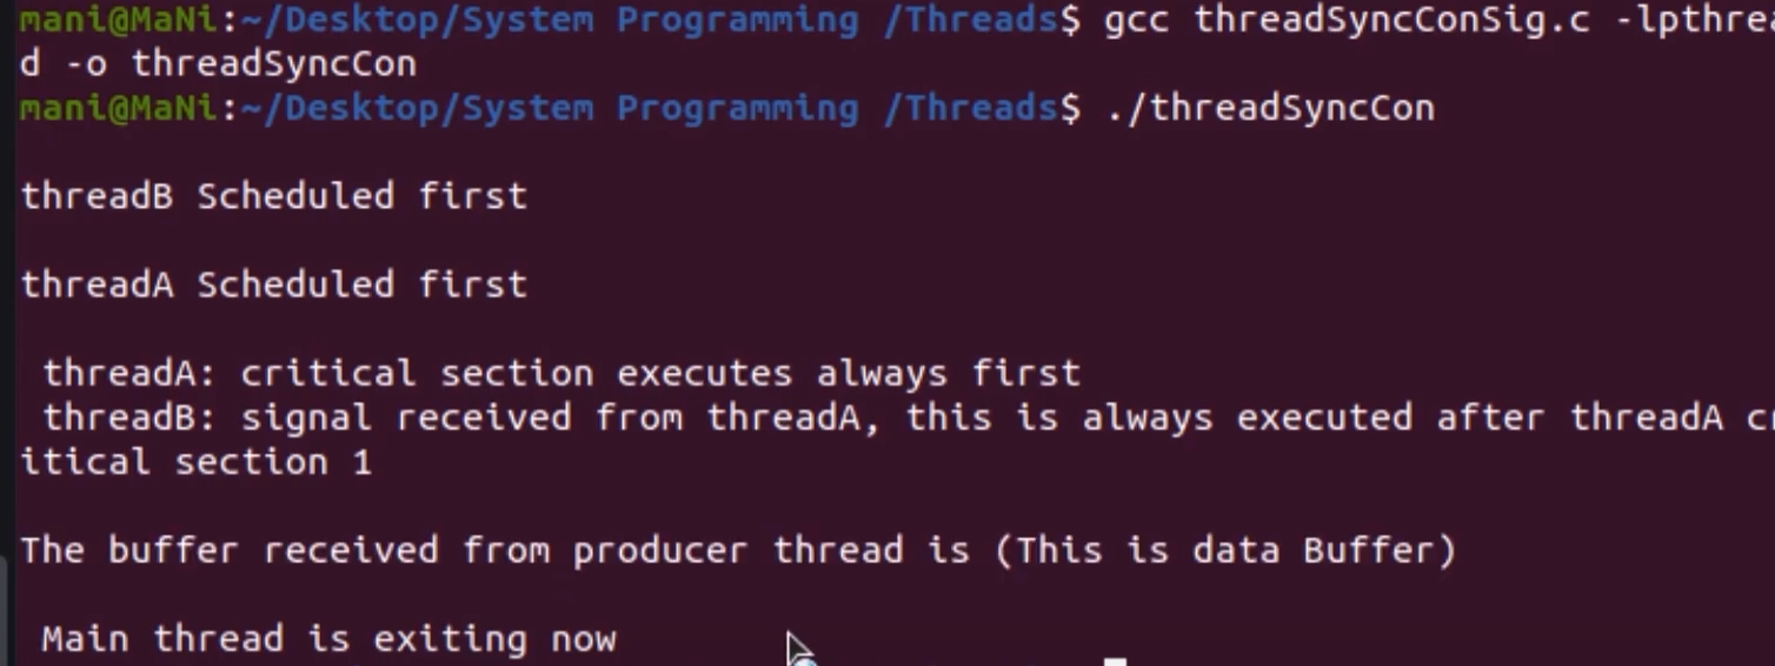 mani@MaNi:~/Desktop/System Programming /Threads$ gcc threadSyncConSig.c -lpthrea
d -o threadSyncCon
mani@MaNi:~/Desktop/System Programming /Threads$ ./threadSyncCon
threadB Scheduled first
threadA Scheduled first
threadA: critical section executes always first
threadB: signal received from threadA, this is always executed after threadA cr
itical section 1
The buffer received from producer thread is (This is data Buffer)
Main thread is exiting now